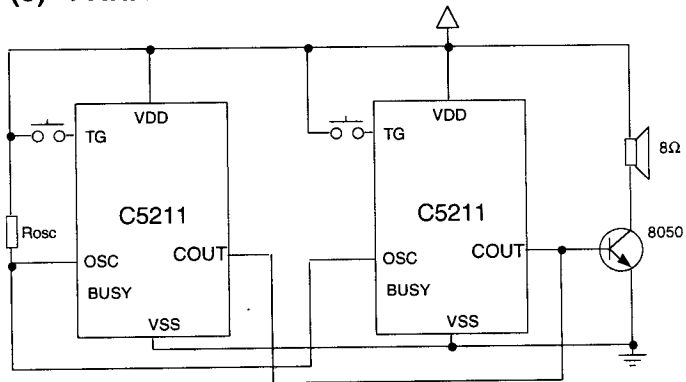 VDD
TG
C5211
Rosc
OSC
COUT
BUSY
VSS
VDD
TG
C5211
OSC
COUT
BUSY
VSS
8Ω
8050